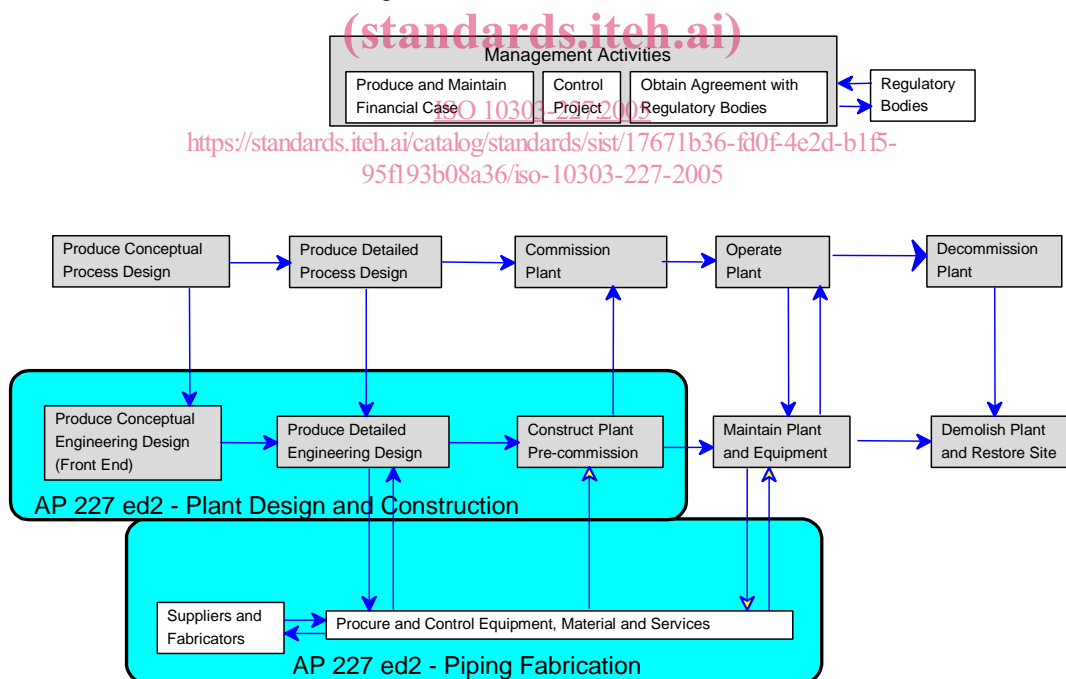 (standards.iteh.ai)
Management Activities
Produce and Maintain
Financial Case
Control
Project
Obtain Agreement with
Regulatory Bodies
Regulatory
Bodies
ISO 10303-227:2005
https://standards.iteh.ai/catalog/standards/sist/17671b36-fd0f-4e2d-b1f5-
95f193b08a36/iso-10303-227-2005
Produce Conceptual
Process Design
Produce Detailed
Process Design
Commission
Plant
Operate
Plant
Decommission
Plant
Produce Conceptual
Engineering Design
(Front End)
Produce Detailed
Engineering Design
Construct Plant
Pre-commission
Maintain Plant
and Equipment
Demolish Plant
and Restore Site
AP 227 ed2 - Plant Design and Construction
Suppliers and
Fabricators
Procure and Control Equipment, Material and Services
AP 227 ed2 - Piping Fabrication